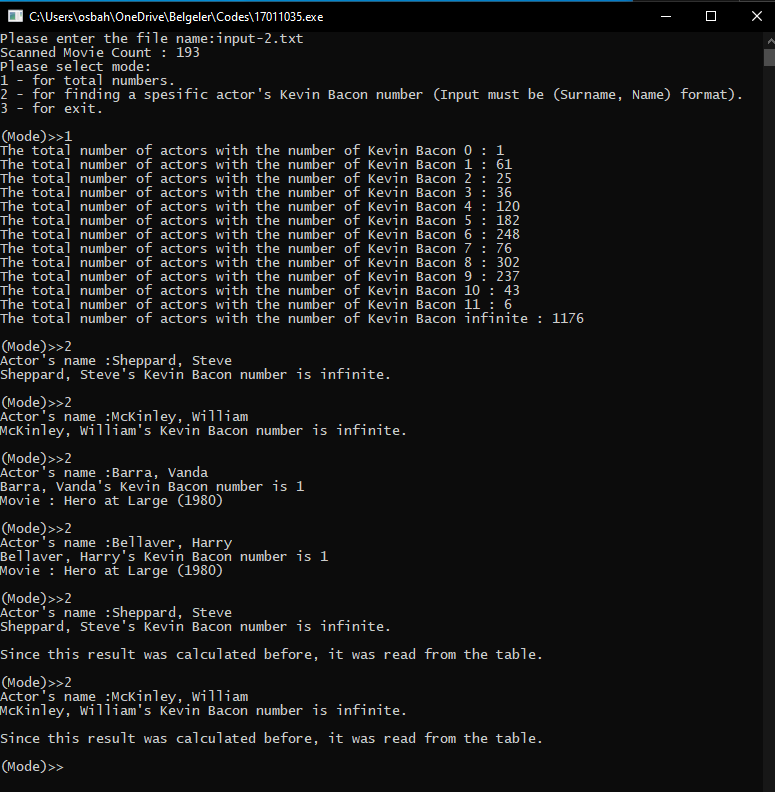 C:\Users\osbah\OneDrive\Belgeler\Codes\17011035.exe
Please enter the file name:input-2.txt
Scanned Movie Count : 193
Please select mode:
1 - for total numbers.
2 - for finding a spesific actor's Kevin Bacon number (Input must be (Surname, Name) format).
3 - for exit.
(Mode)>>1
The total number of actors with the number of Kevin Bacon 0 : 1
The total number of actors with the number of Kevin Bacon 1 : 61
The total number of actors with the number of Kevin Bacon 2 : 25
The total number of actors with the number of Kevin Bacon 3 : 36
The total number of actors with the number of Kevin Bacon 4 : 120
The total number of actors with the number of Kevin Bacon 5 : 182
The total number of actors with the number of Kevin Bacon 6 : 248
The total number of actors with the number of Kevin Bacon 7 : 76
The total number of actors with the number of Kevin Bacon 8 : 302
The total number of actors with the number of Kevin Bacon 9 : 237
The total number of actors with the number of Kevin Bacon 10 : 43
The total number of actors with the number of Kevin Bacon 11 : 6
The total number of actors with the number of Kevin Bacon infinite : 1176
(Mode)>>2
Actor's name :Sheppard, Steve
Sheppard, Steve's Kevin Bacon number is infinite.
(Mode)>>2
Actor's name :McKinley, William
McKinley, William's Kevin Bacon number is infinite.
(Mode)>>2
Actor's name :Barra, Vanda
Barra, Vanda's Kevin Bacon number is 1
Movie : Hero at Large (1980)
(Mode)>>2
Actor's name :Bellaver, Harry
Bellaver, Harry's Kevin Bacon number is 1
Movie : Hero at Large (1980)
(Mode)>>2
Actor's name :Sheppard, Steve
Sheppard, Steve's Kevin Bacon number is infinite.
Since this result was calculated before, it was read from the table.
(Mode)>>2
Actor's name :McKinley, William
McKinley, William's Kevin Bacon number is infinite.
Since this result was calculated before, it was read from the table.
(Mode)>>